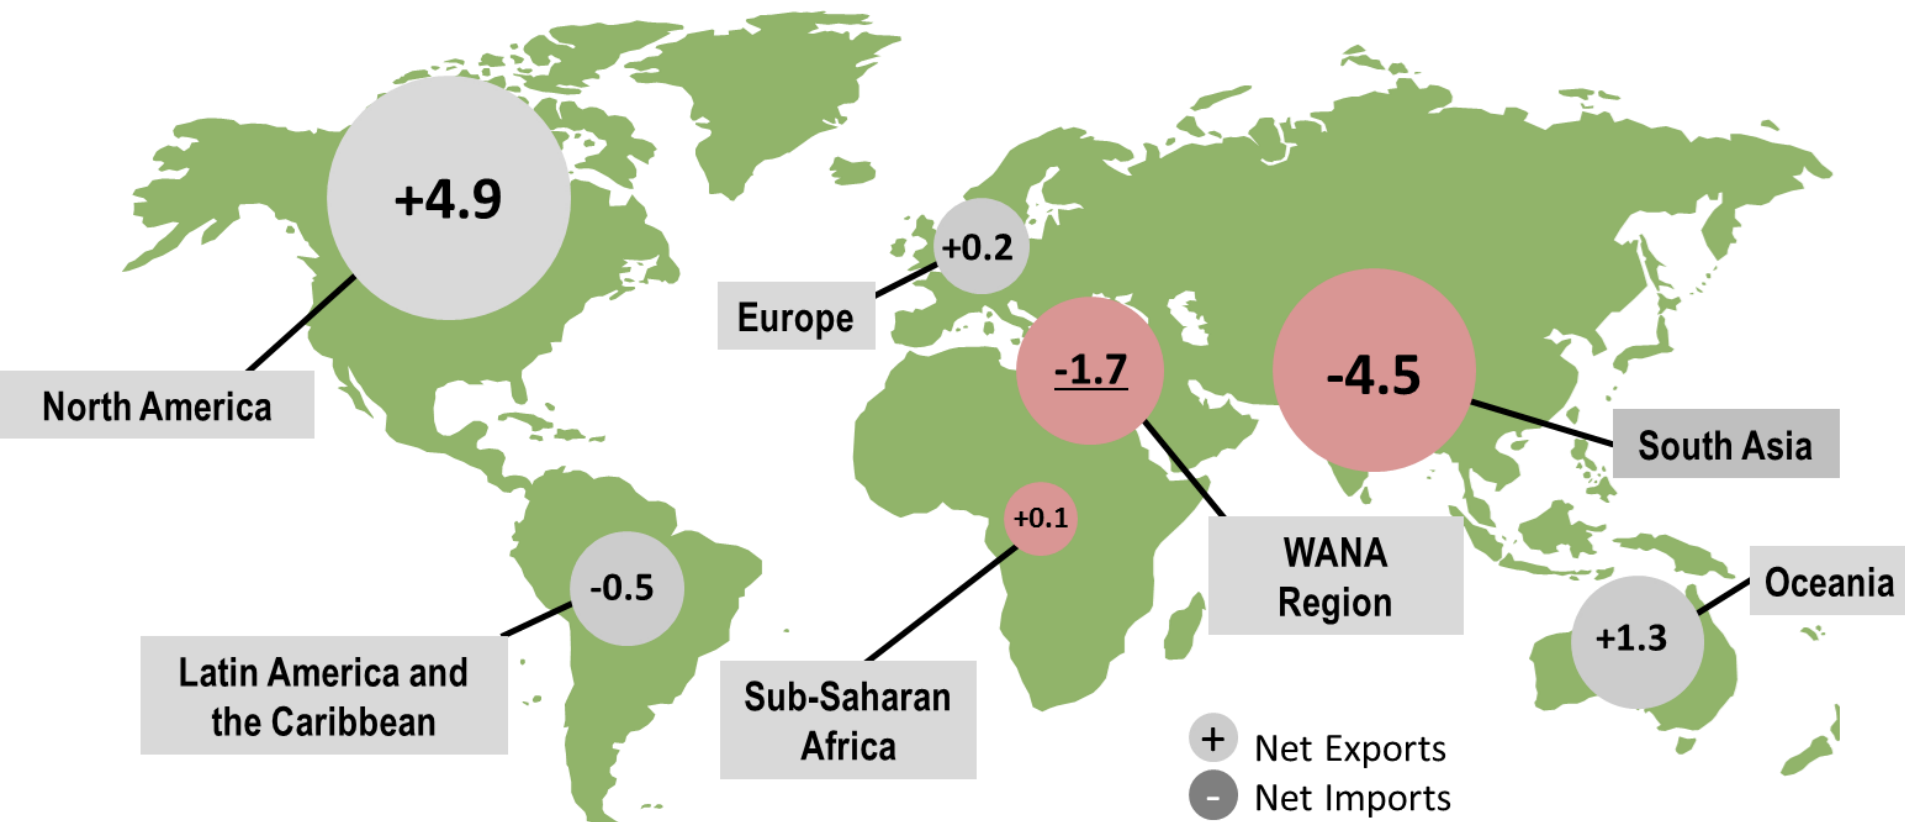 +4.9
North America
+0.2
Europe
-1.7
WANA
Region
-4.5
South Asia
+0.1
Sub-Saharan
Africa
-0.5
Latin America and
the Caribbean
+1.3
Oceania
+ Net Exports
- Net Imports